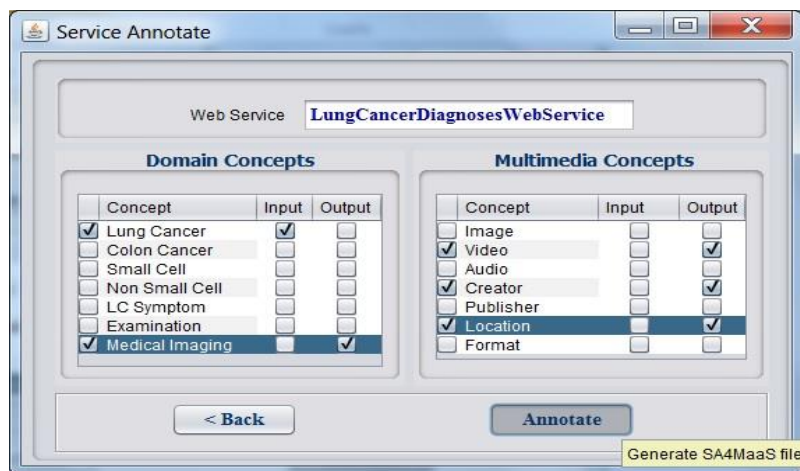 Service Annotate
Web Service LungCancerDiagnosesWebService
Domain Concepts
Concept Input Output
Lung Cancer
Colon Cancer
Small Cell
Non Small Cell
LC Symptom
Examination
Medical Imaging
Multimedia Concepts
Concept Input Output
Image
Video
Audio
Creator
Publisher
Location
Format
< Back
Annotate
Generate SA4MaaS file